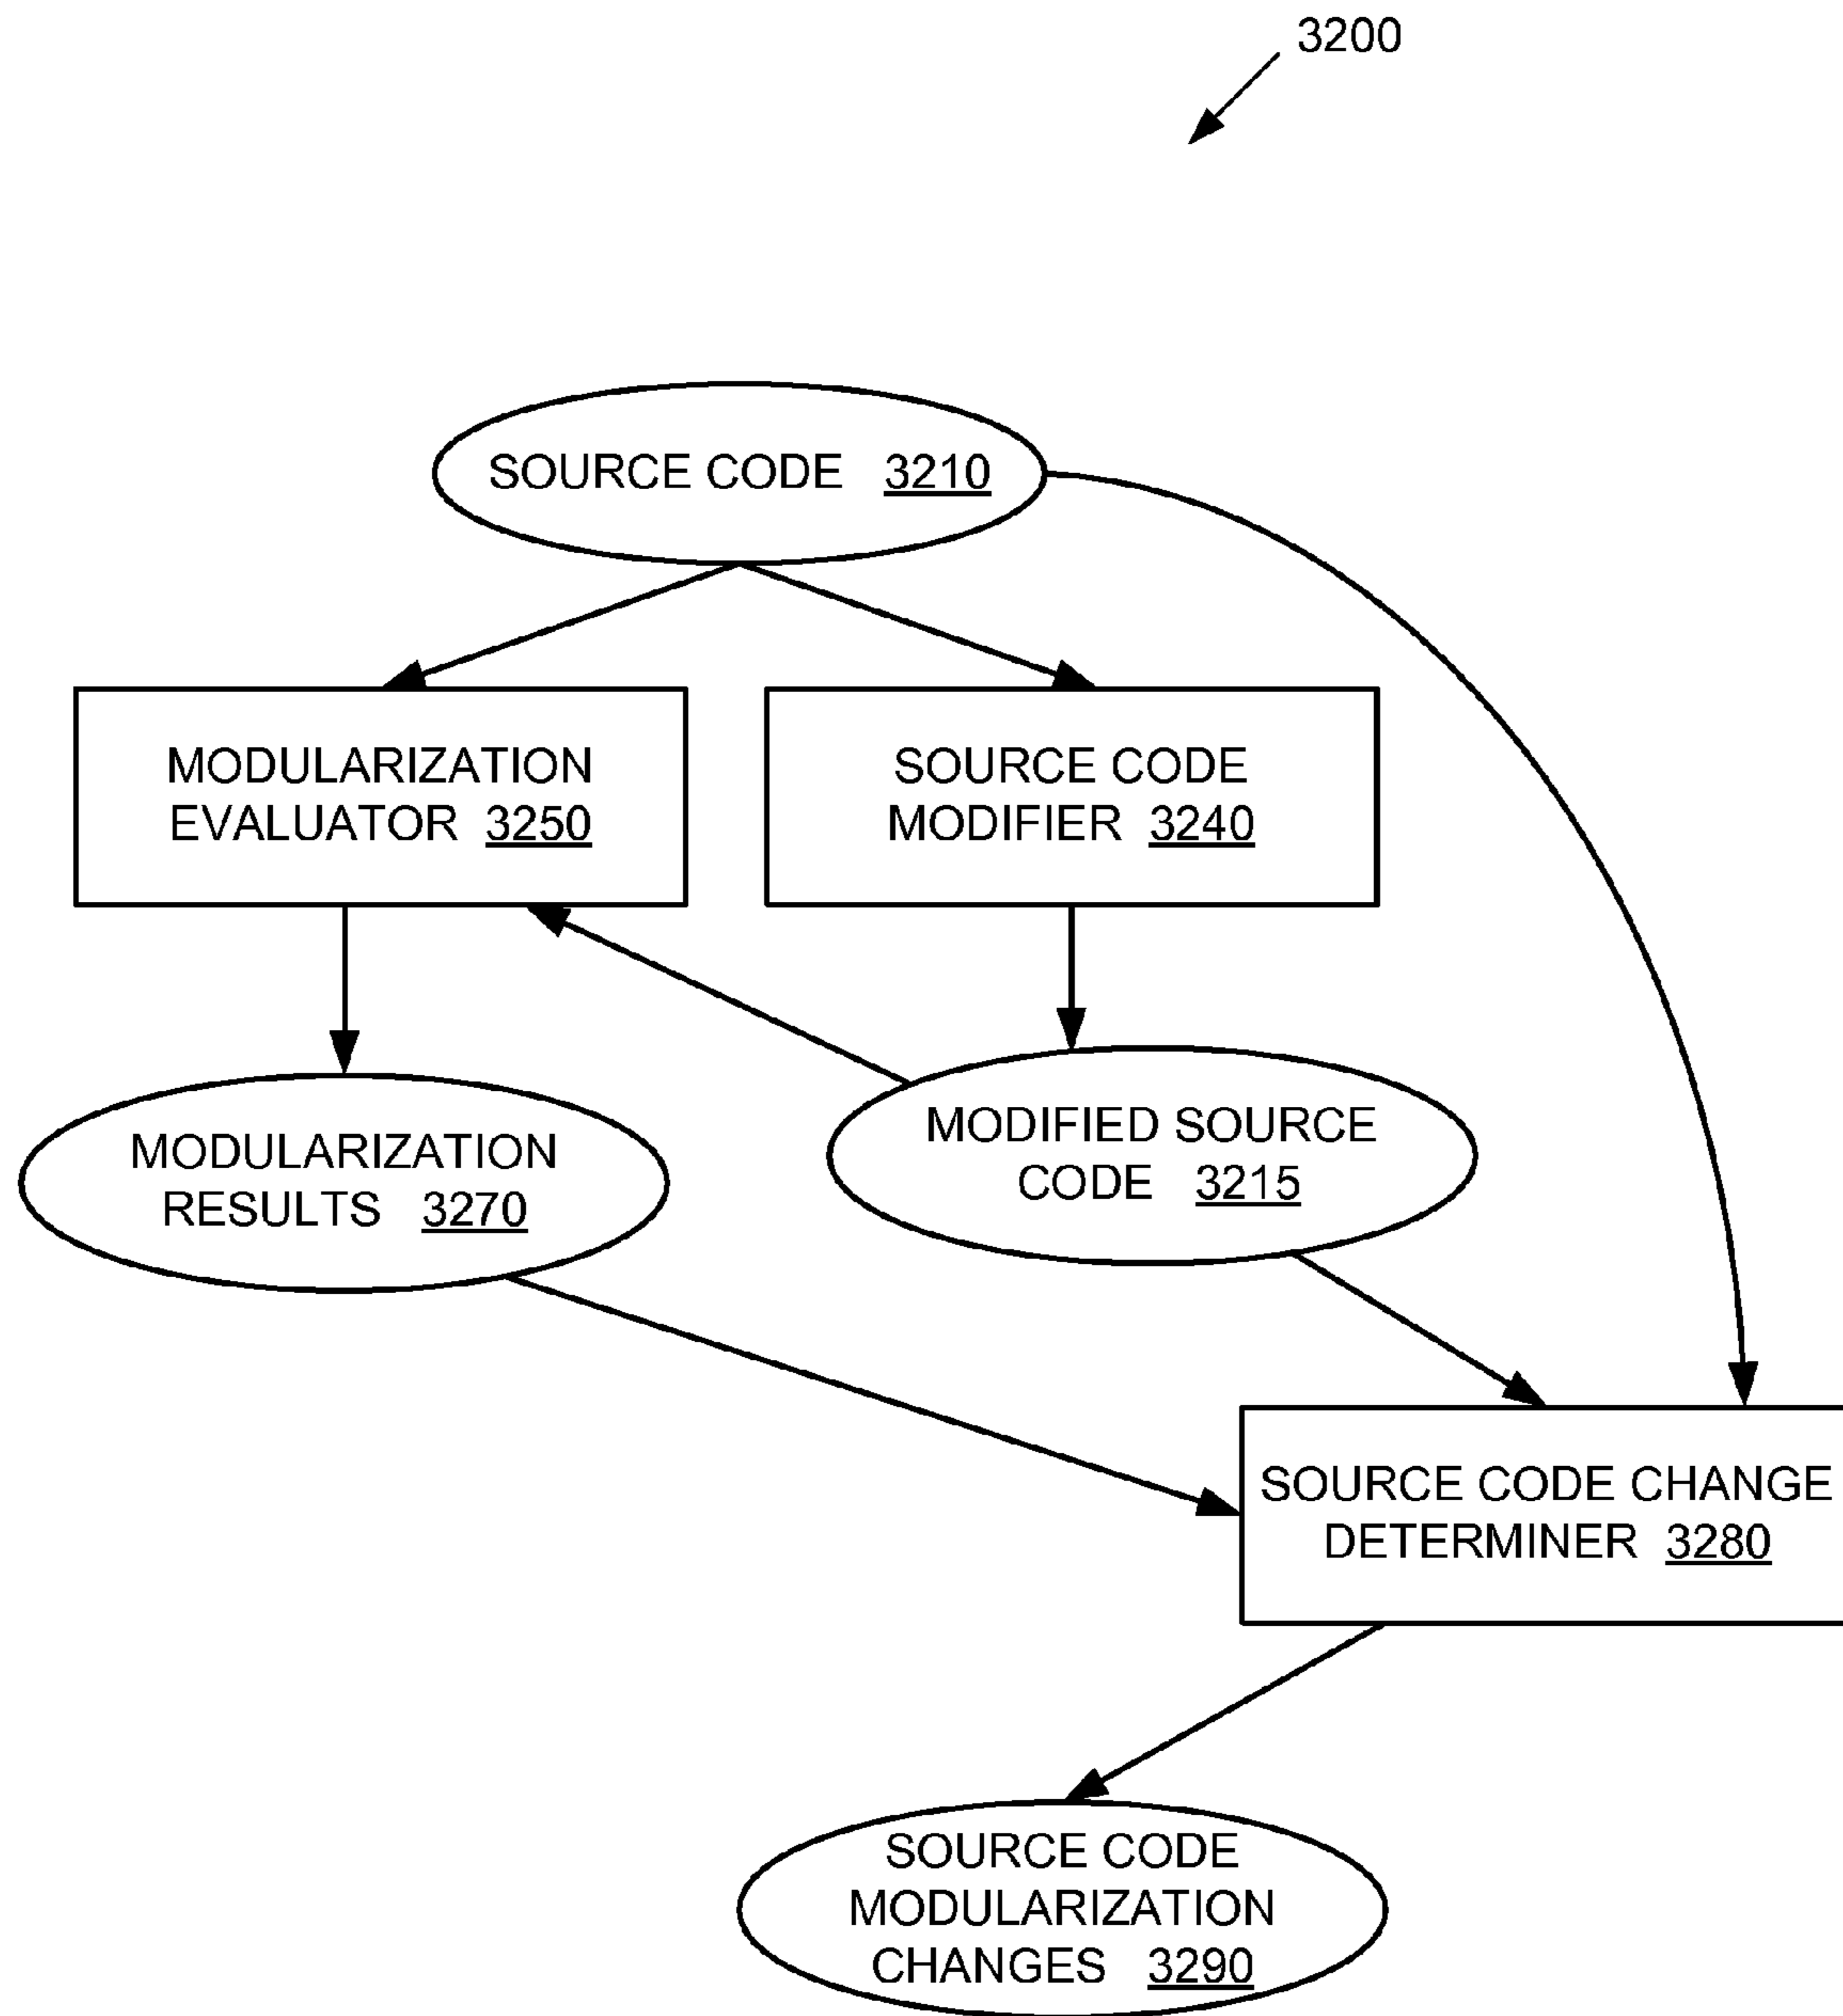 3200
SOURCE CODE 3210
MODULARIZATION
EVALUATOR 3250
SOURCE CODE
MODIFIER 3240
MODULARIZATION
RESULTS 3270
MODIFIED SOURCE
CODE 3215
SOURCE CODE CHANGE
DETERMINER 3280
SOURCE CODE
MODULARIZATION
CHANGES 3290